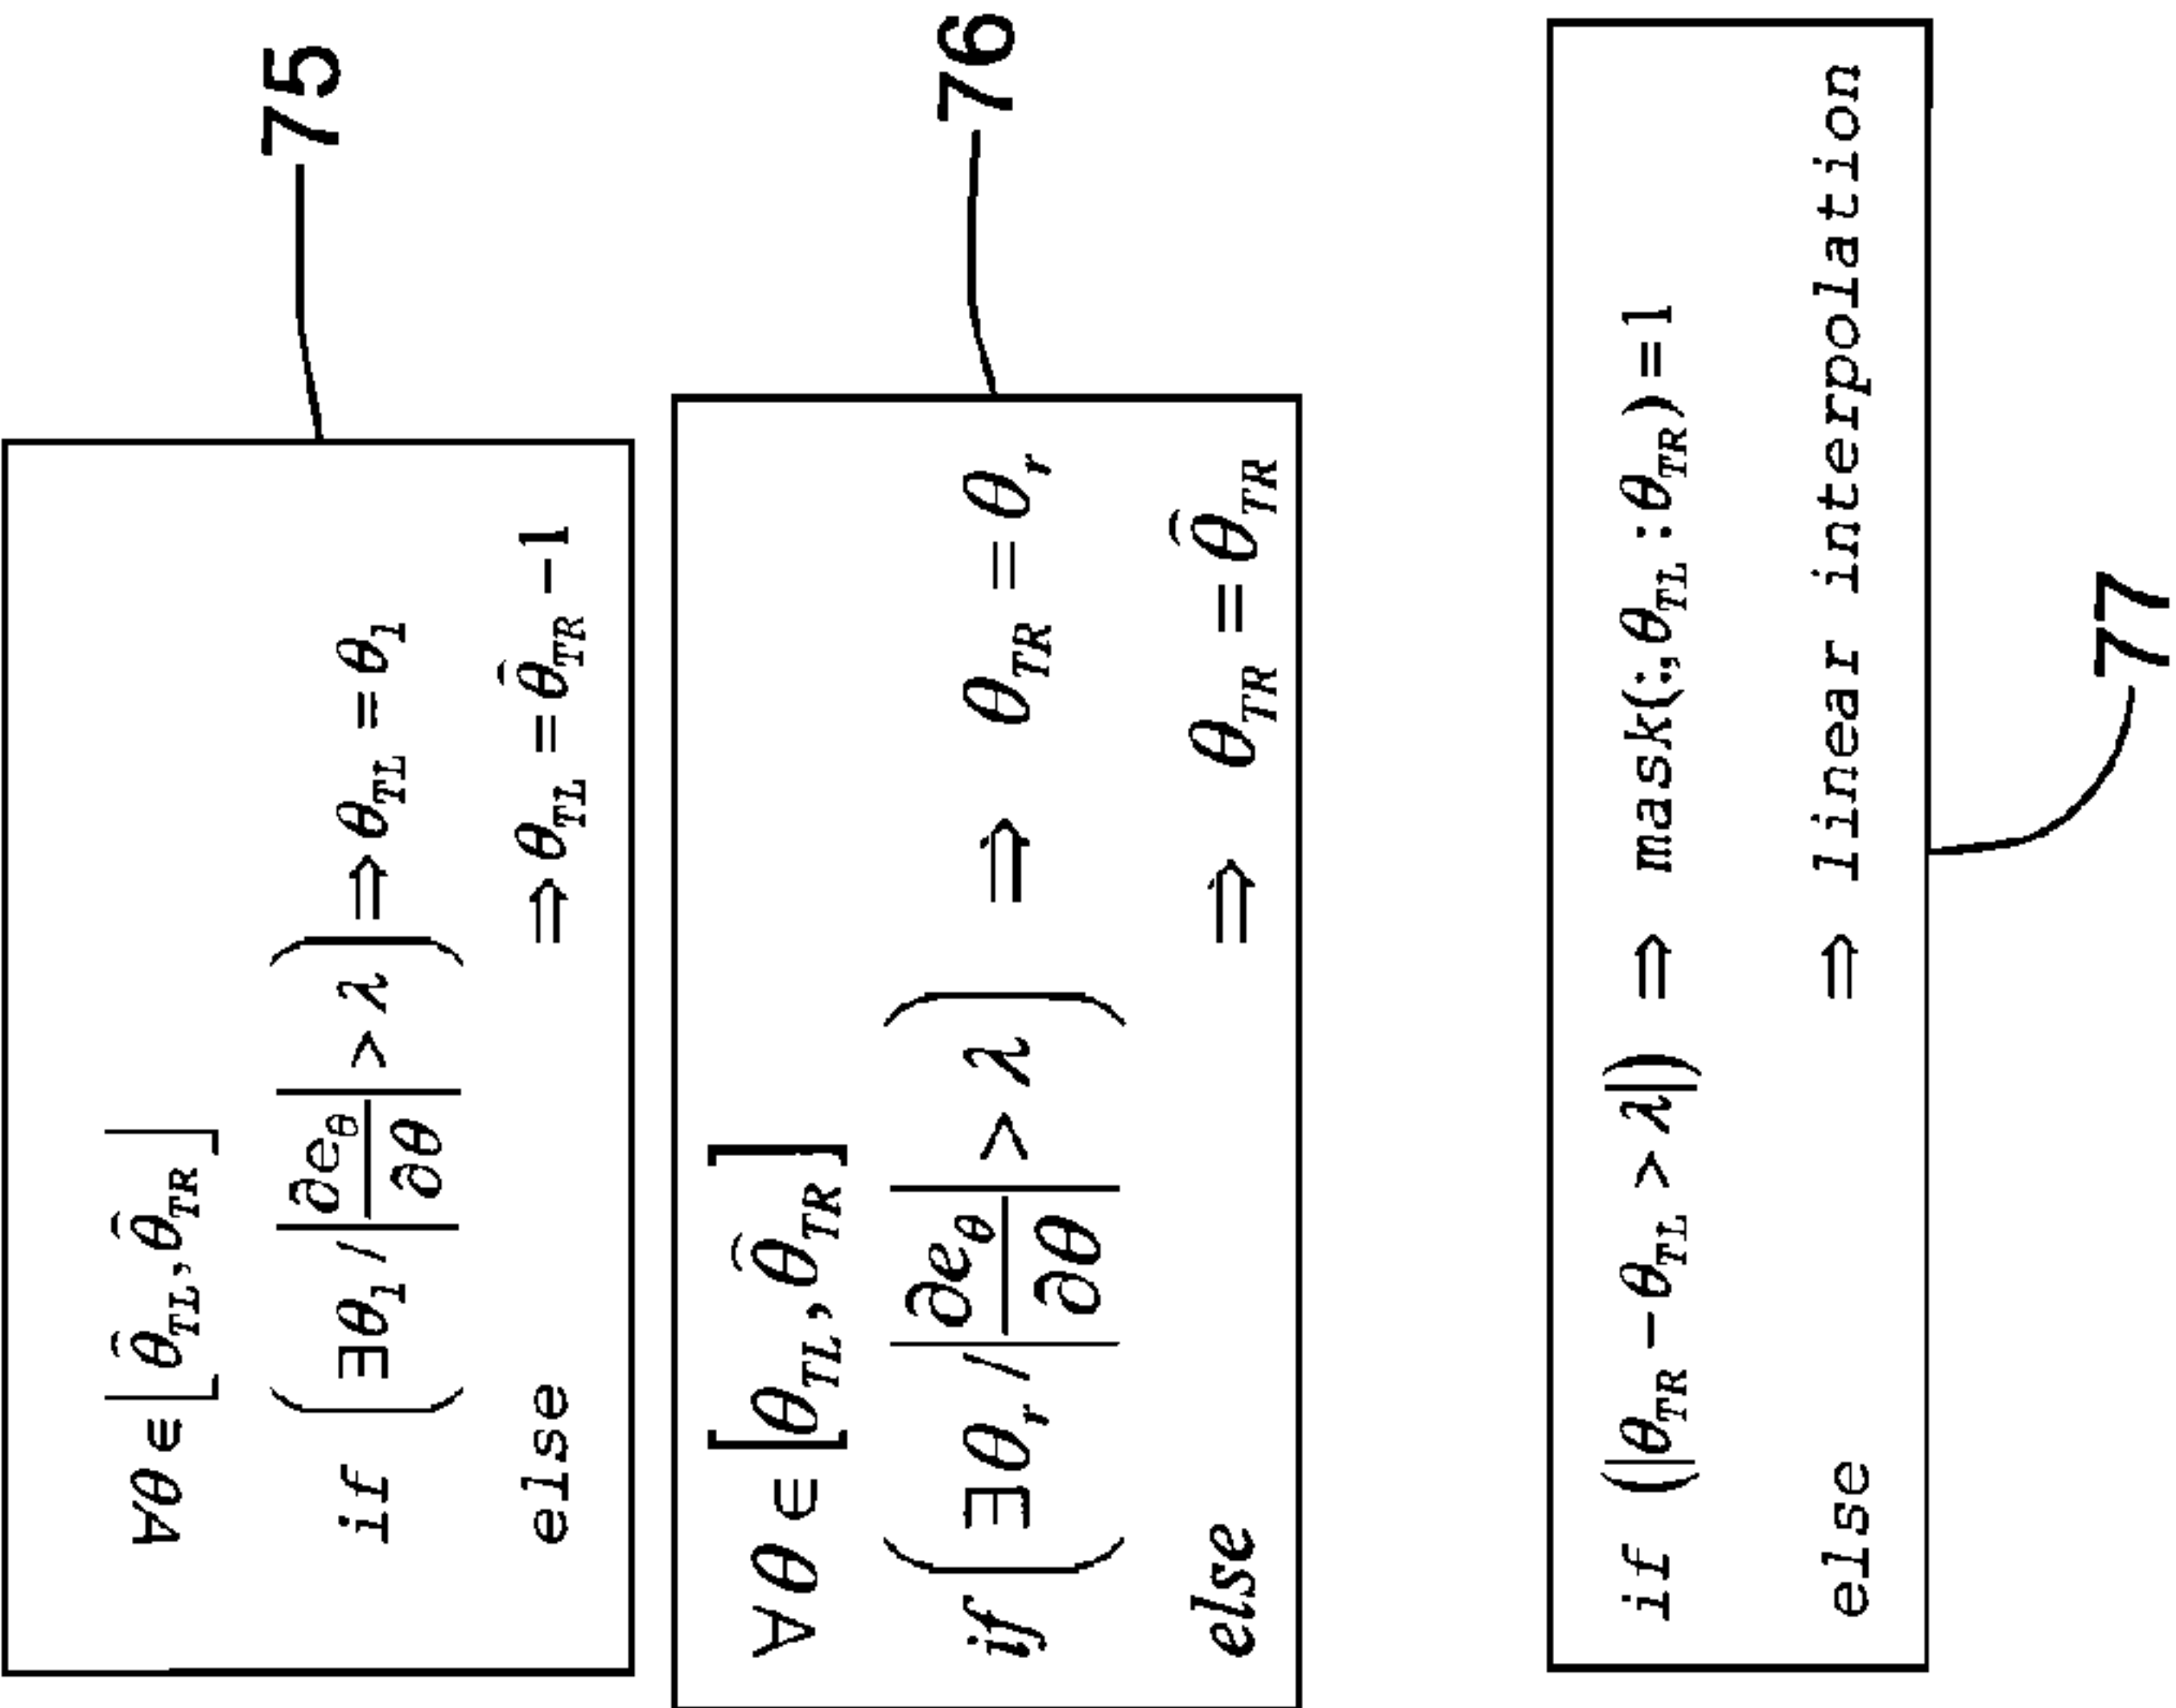 75
∀θ ∈ [θ̂_TL, θ̂_TR]
if (∃θ_l / |∂e_θ/∂θ| > λ) ⇒ θ_TL = θ_l
else ⇒ θ_TL = θ̂_TR − 1
76
∀θ ∈ [θ_TL, θ̂_TR]
if (∃θ_r / |∂e_θ/∂θ| > λ) ⇒ θ_TR = θ_r
else ⇒ θ_TR = θ̂_TR
if (|θ_TR − θ_TL > λ|) ⇒ mask(:,θ_TL :θ_TR) = 1
else ⇒ linear interpolation
77